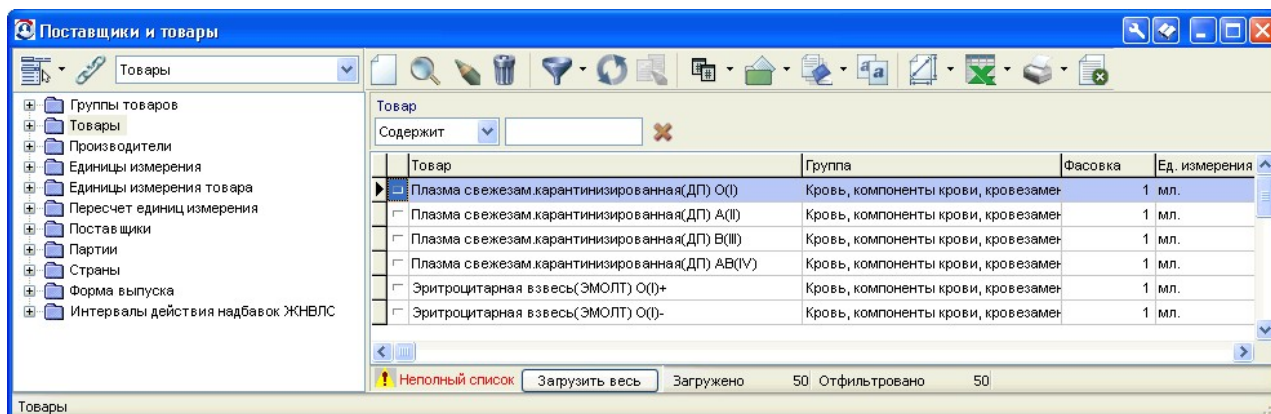 Поставщики и товары
Товары
Группы товаров
Товары
Производители
Единицы измерения
Единицы измерения товара
Пересчет единиц измерения
Поставщики
Партии
Страны
Форма выпуска
Интервалы действия надбавок ЖНВЛС
Товар
Содержит
Товар Группа Фасовка Ед. измерения
Плазма свежезам.карантинизированная(ДП) O(I) Кровь, компоненты крови, кровезамен 1 мл.
Плазма свежезам.карантинизированная(ДП) A(II) Кровь, компоненты крови, кровезамен 1 мл.
Плазма свежезам.карантинизированная(ДП) B(III) Кровь, компоненты крови, кровезамен 1 мл.
Плазма свежезам.карантинизированная(ДП) AB(IV) Кровь, компоненты крови, кровезамен 1 мл.
Эритроцитарная взвесь(ЭМОЛТ) O(I)+ Кровь, компоненты крови, кровезамен 1 мл.
Эритроцитарная взвесь(ЭМОЛТ) O(I)- Кровь, компоненты крови, кровезамен 1 мл.
Неполный список Загрузить весь Загружено 50 Отфильтровано 50
Товары